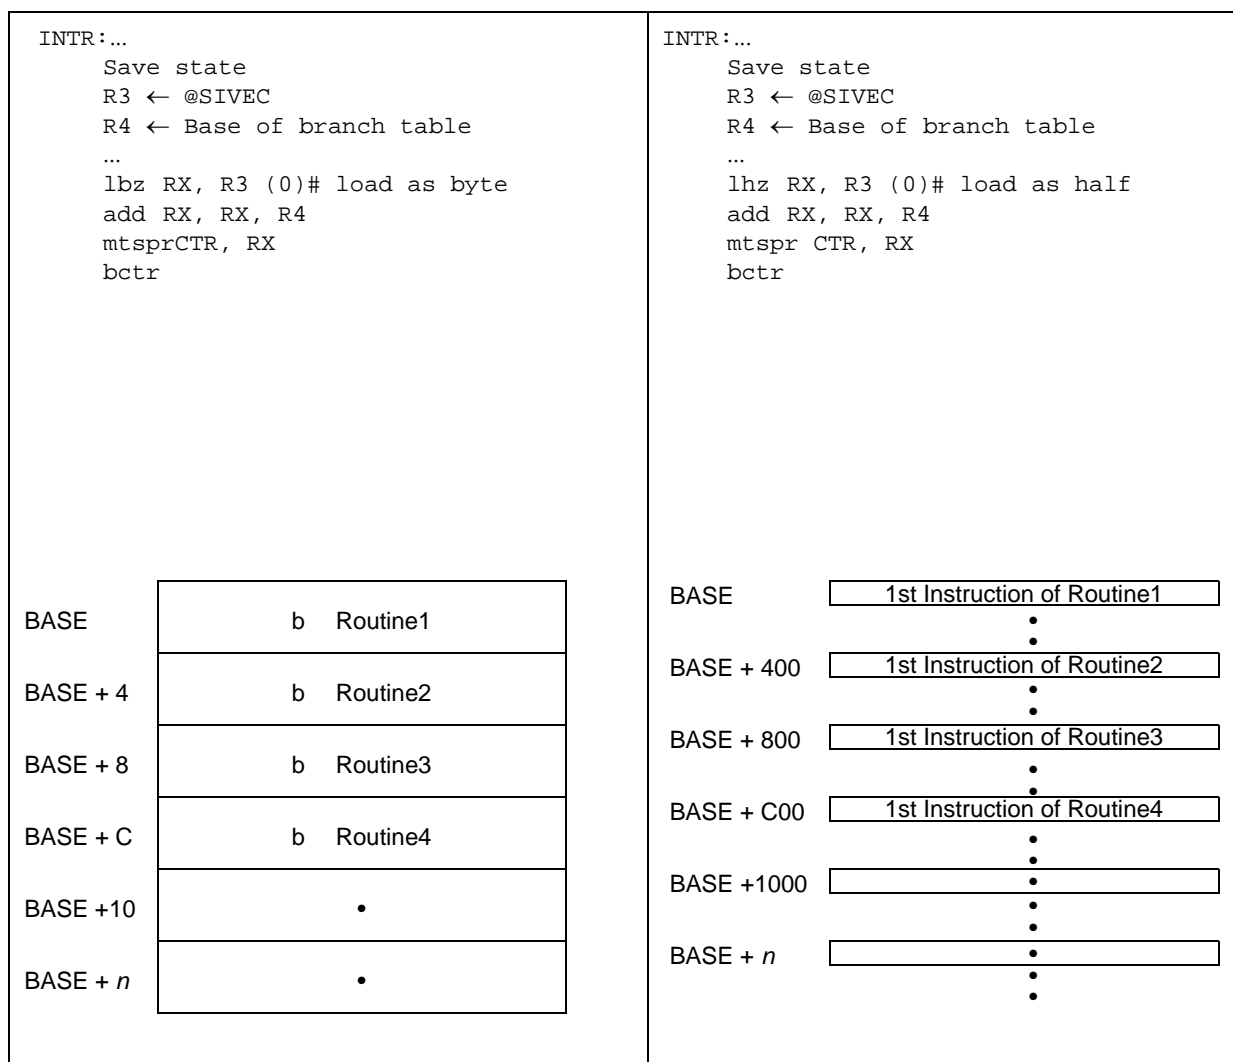 INTR:...
Save state
R3 ← @SIVEC
R4 ← Base of branch table
...
lbz RX, R3 (0)# load as byte
add RX, RX, R4
mtsprCTR, RX
bctr
BASE b Routine1
BASE + 4 b Routine2
BASE + 8 b Routine3
BASE + C b Routine4
BASE +10 •
BASE + n •
INTR:...
Save state
R3 ← @SIVEC
R4 ← Base of branch table
...
lhz RX, R3 (0)# load as half
add RX, RX, R4
mtspr CTR, RX
bctr
BASE 1st Instruction of Routine1
BASE + 400 1st Instruction of Routine2
BASE + 800 1st Instruction of Routine3
BASE + C00 1st Instruction of Routine4
BASE +1000 •
BASE + n •